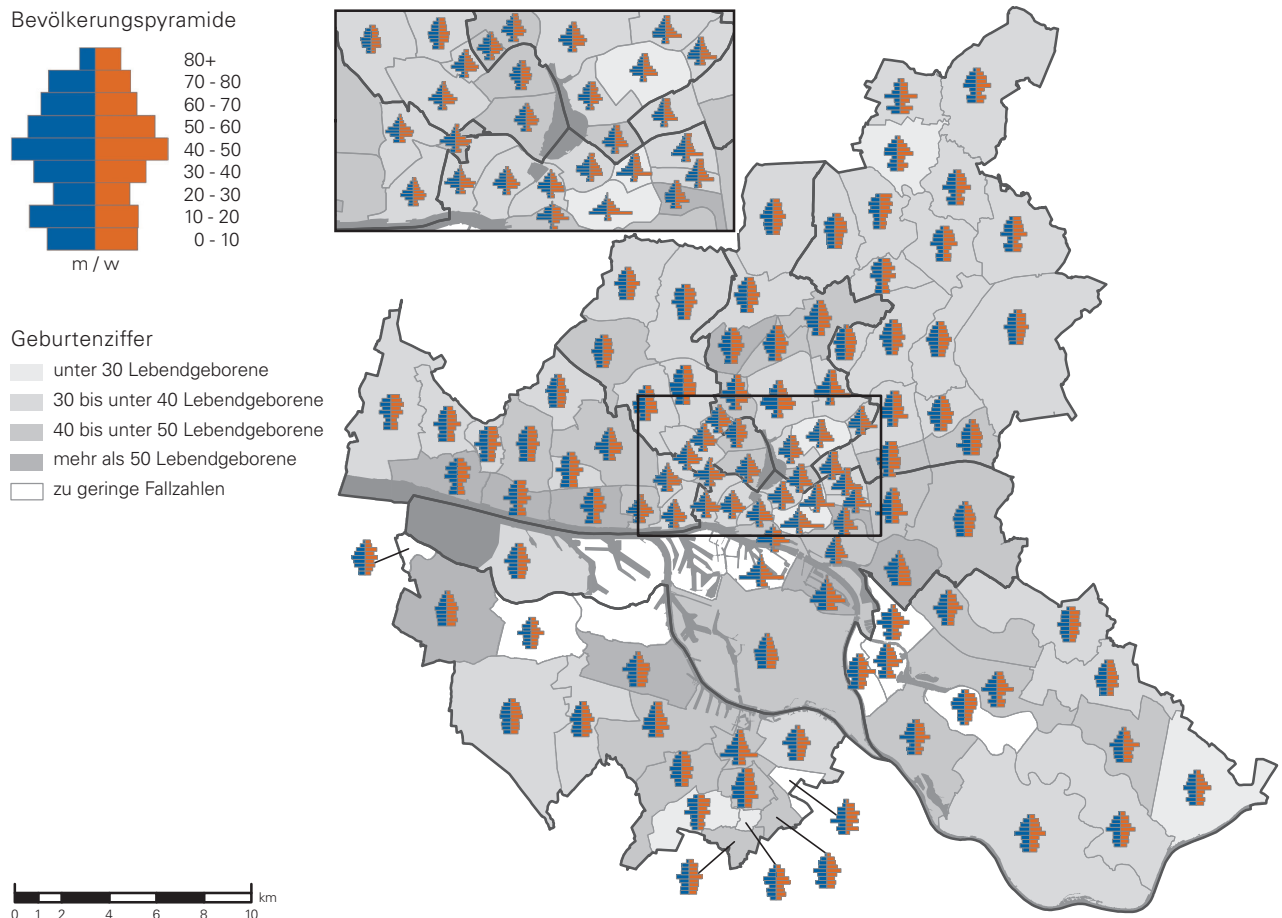 Bevölkerungspyramide
80+
70 - 80
60 - 70
50 - 60
40 - 50
30 - 40
20 - 30
10 - 20
0 - 10
m / w
Geburtenziffer
unter 30 Lebendgeborene
30 bis unter 40 Lebendgeborene
40 bis unter 50 Lebendgeborene
mehr als 50 Lebendgeborene
zu geringe Fallzahlen
km
0 1 2 4 6 8 10